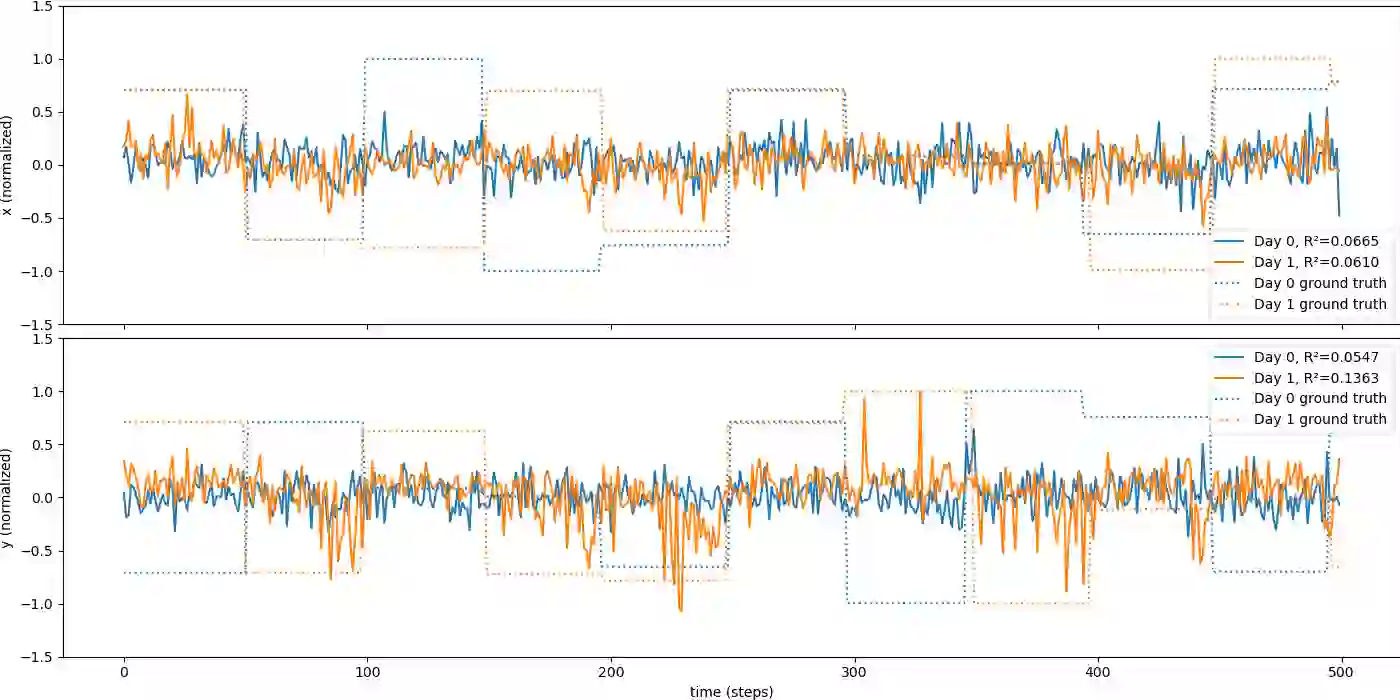 1.5
1.0
0.5
0.0
−0.5
−1.0
−1.5
x (normalized)
Day 0, R²=0.0665
Day 1, R²=0.0610
Day 0 ground truth
Day 1 ground truth
1.5
1.0
0.5
0.0
−0.5
−1.0
−1.5
y (normalized)
Day 0, R²=0.0547
Day 1, R²=0.1363
Day 0 ground truth
Day 1 ground truth
0 100 200 300 400 500
time (steps)